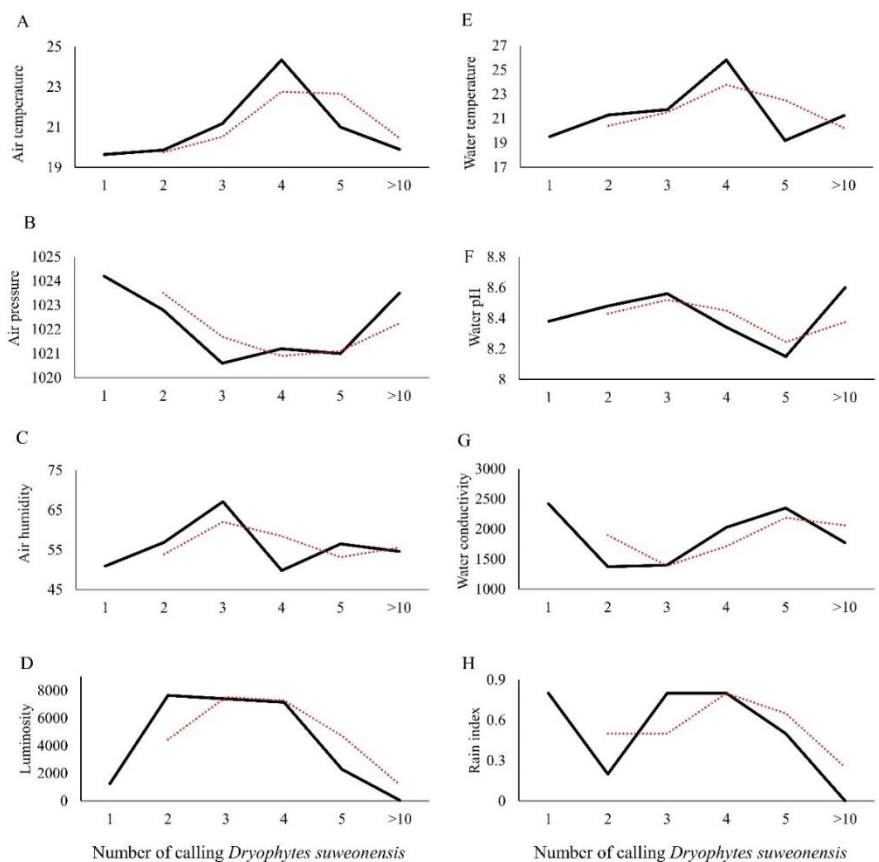 A
Air temperature
25
23
21
19
1 2 3 4 5 >10
B
Air pressure
1025
1024
1023
1022
1021
1020
1 2 3 4 5 >10
C
Air humidity
75
65
55
45
1 2 3 4 5 >10
D
Luminosity
8000
6000
4000
2000
0
1 2 3 4 5 >10
Number of calling Dryophytes suweonensis
E
Water temperature
27
25
23
21
19
17
1 2 3 4 5 >10
F
Water pH
8.8
8.6
8.4
8.2
8
1 2 3 4 5 >10
G
Water conductivity
3000
2500
2000
1500
1000
1 2 3 4 5 >10
H
Rain index
0.9
0.6
0.3
0
1 2 3 4 5 >10
Number of calling Dryophytes suweonensis